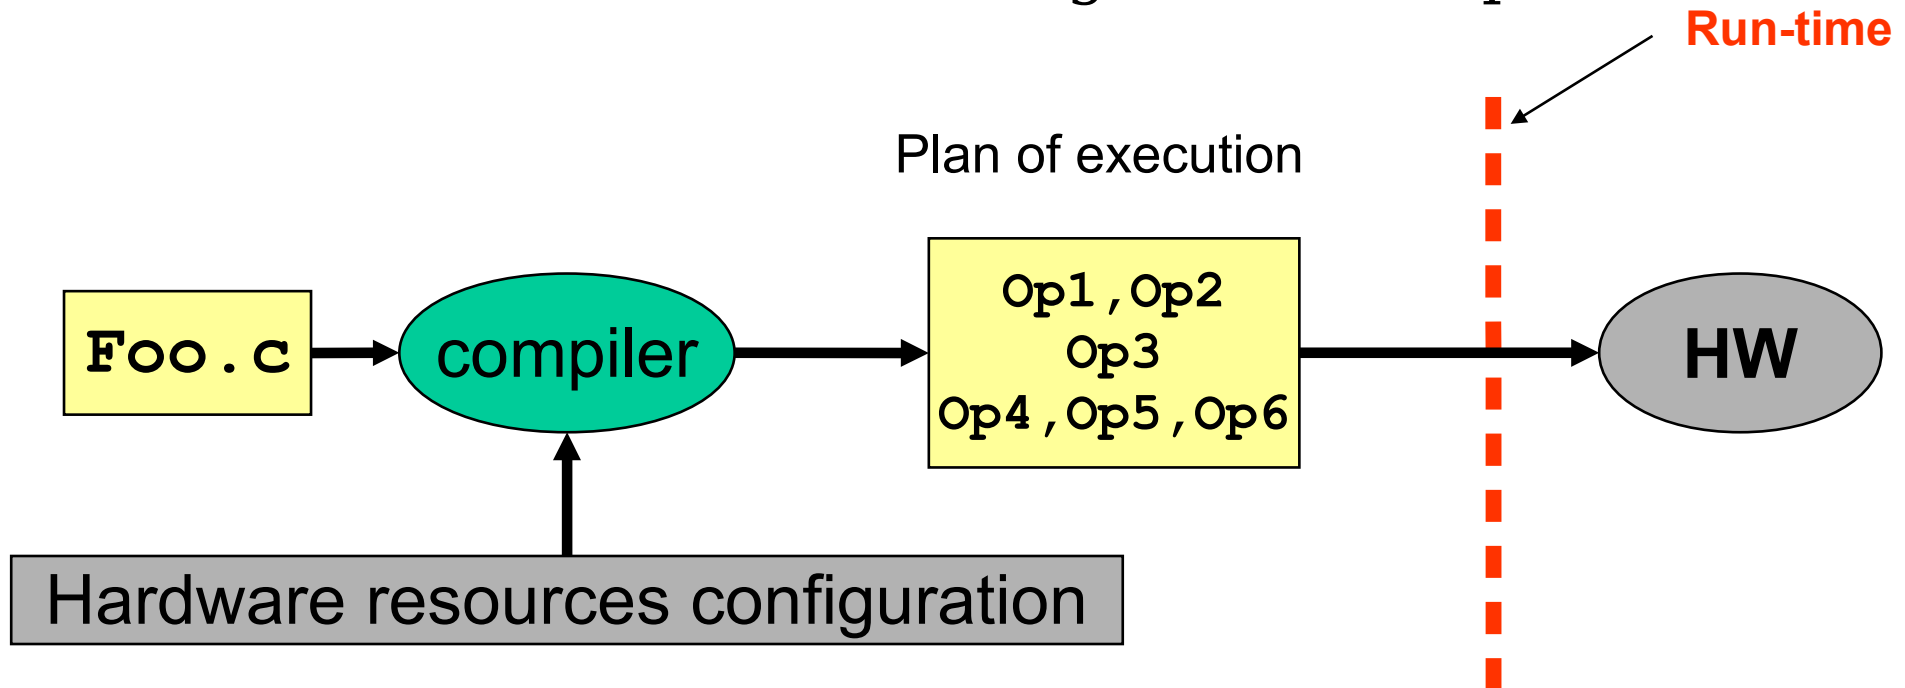 Run-time
Plan of execution
Op1,Op2
Foo.c
compiler
Op3
HW
Op4,Op5,Op6
Hardware resources configuration